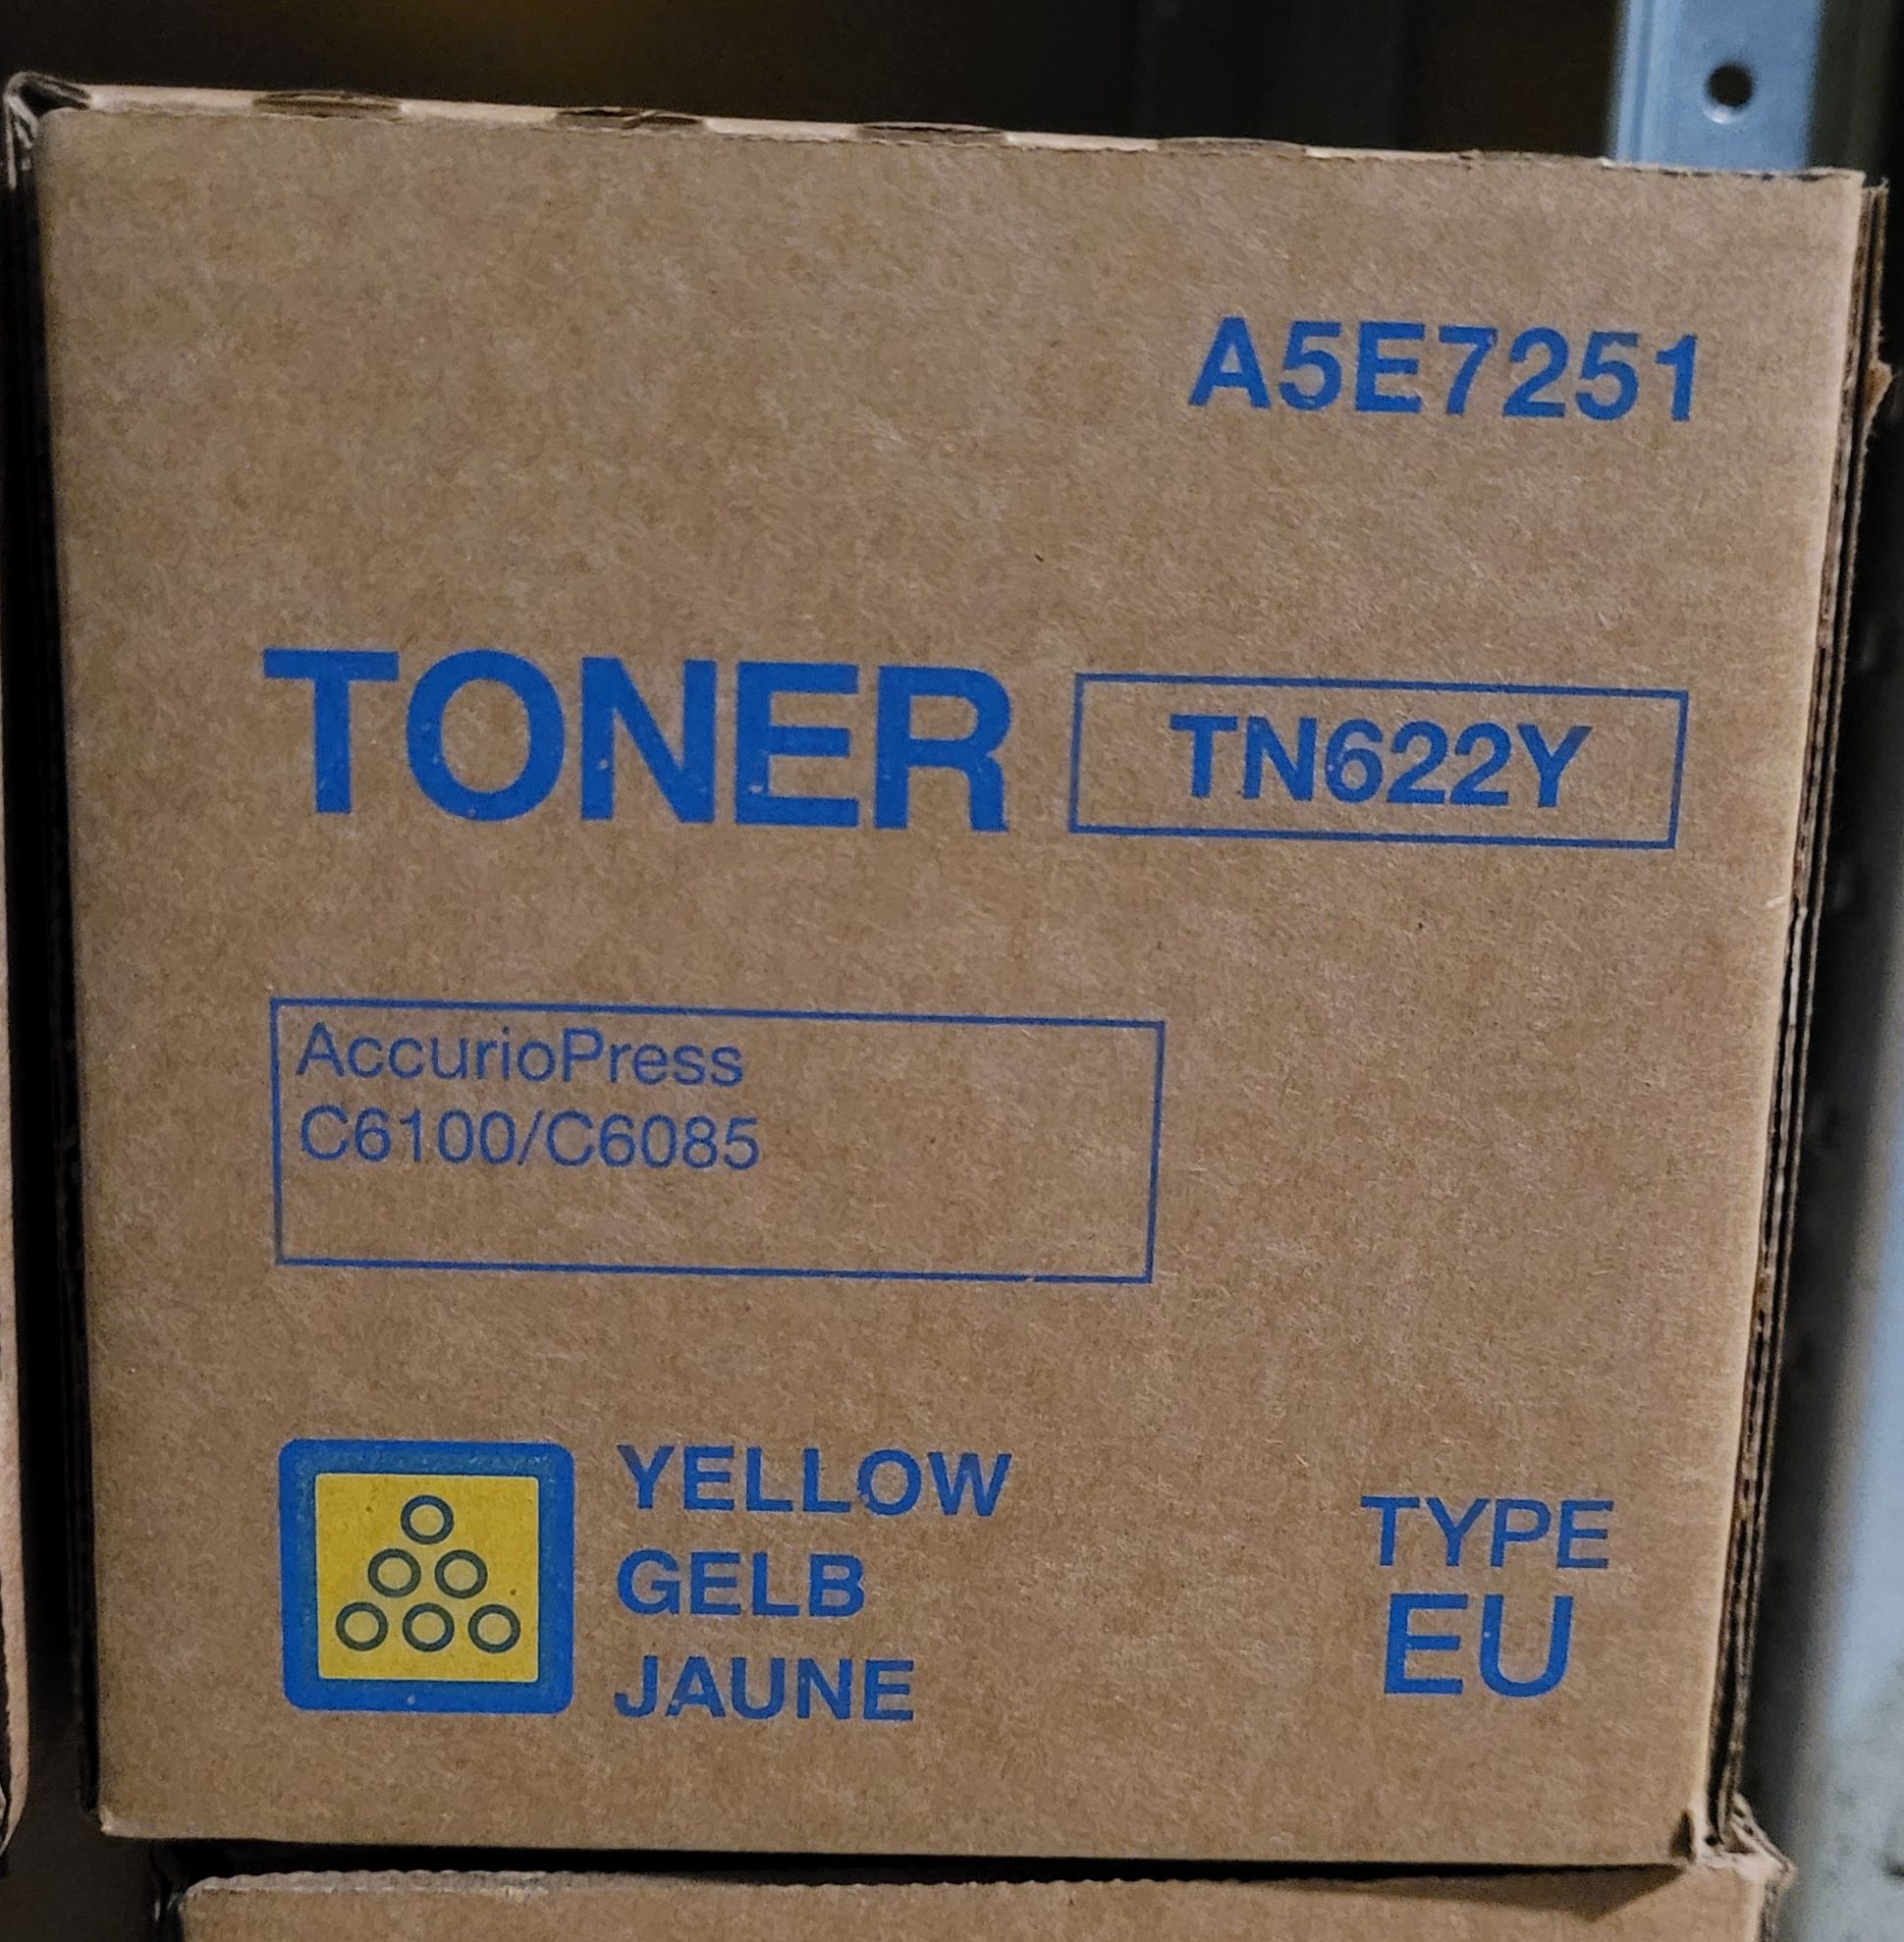 A5E7251
TONER TN622Y
AccurioPress
C6100/C6085
YELLOW
GELB
JAUNE
TYPE
EU